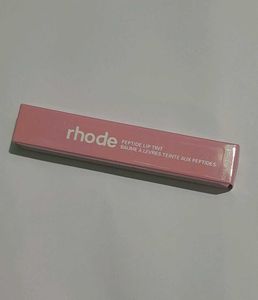 rhode
PEPTIDE LIP TINT
BAUME À LÈVRES TEINTÉ AUX PEPTIDES